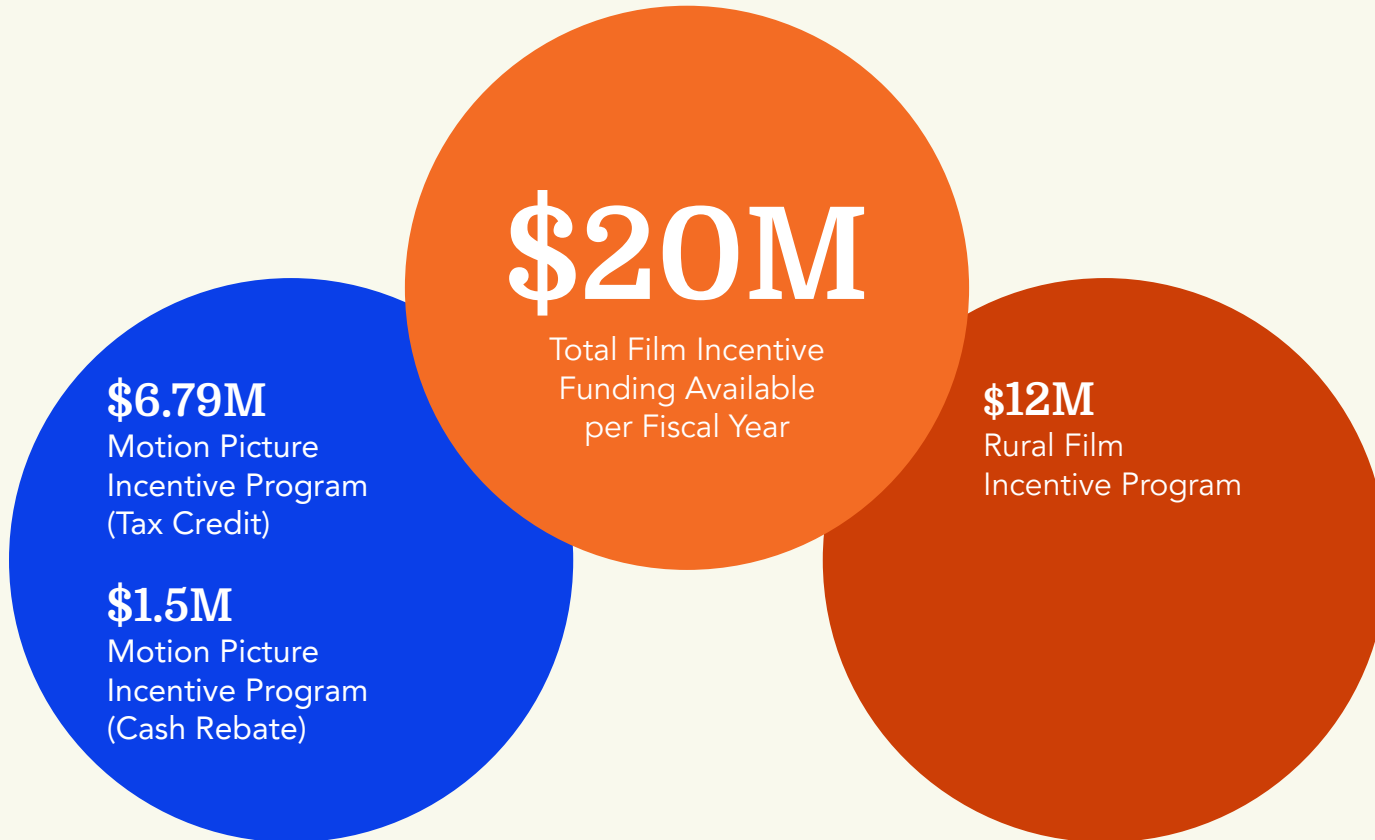 $20M
Total Film Incentive
Funding Available
per Fiscal Year
$6.79M
Motion Picture
Incentive Program
(Tax Credit)
$1.5M
Motion Picture
Incentive Program
(Cash Rebate)
$12M
Rural Film
Incentive Program